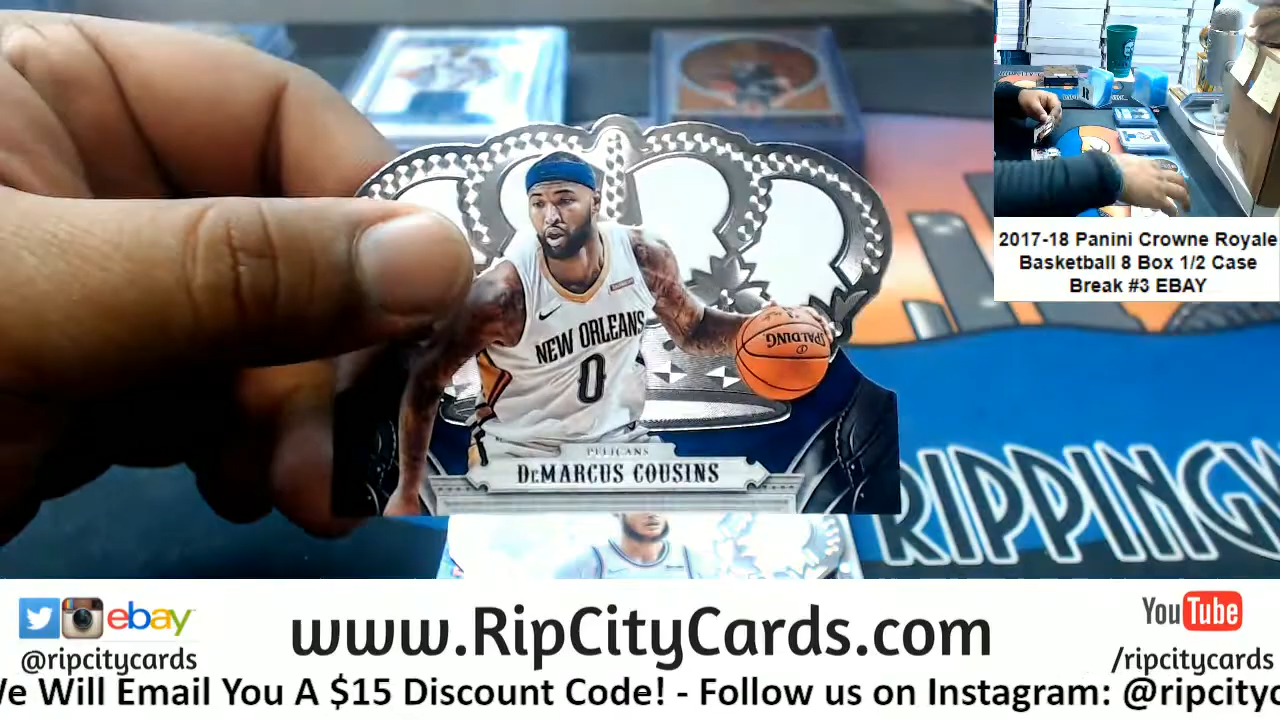 2017-18 Panini Crowne Royale
Basketball 8 Box 1/2 Case
Break #3 EBAY
SPALDING
NEW ORLEANS
0
PELICANS
DEMARCUS COUSINS
RIPPING
ebay
www.RipCityCards.com
YouTube
@ripcitycards
/ripcitycards
e Will Email You A $15 Discount Code! - Follow us on Instagram: @ripcityc